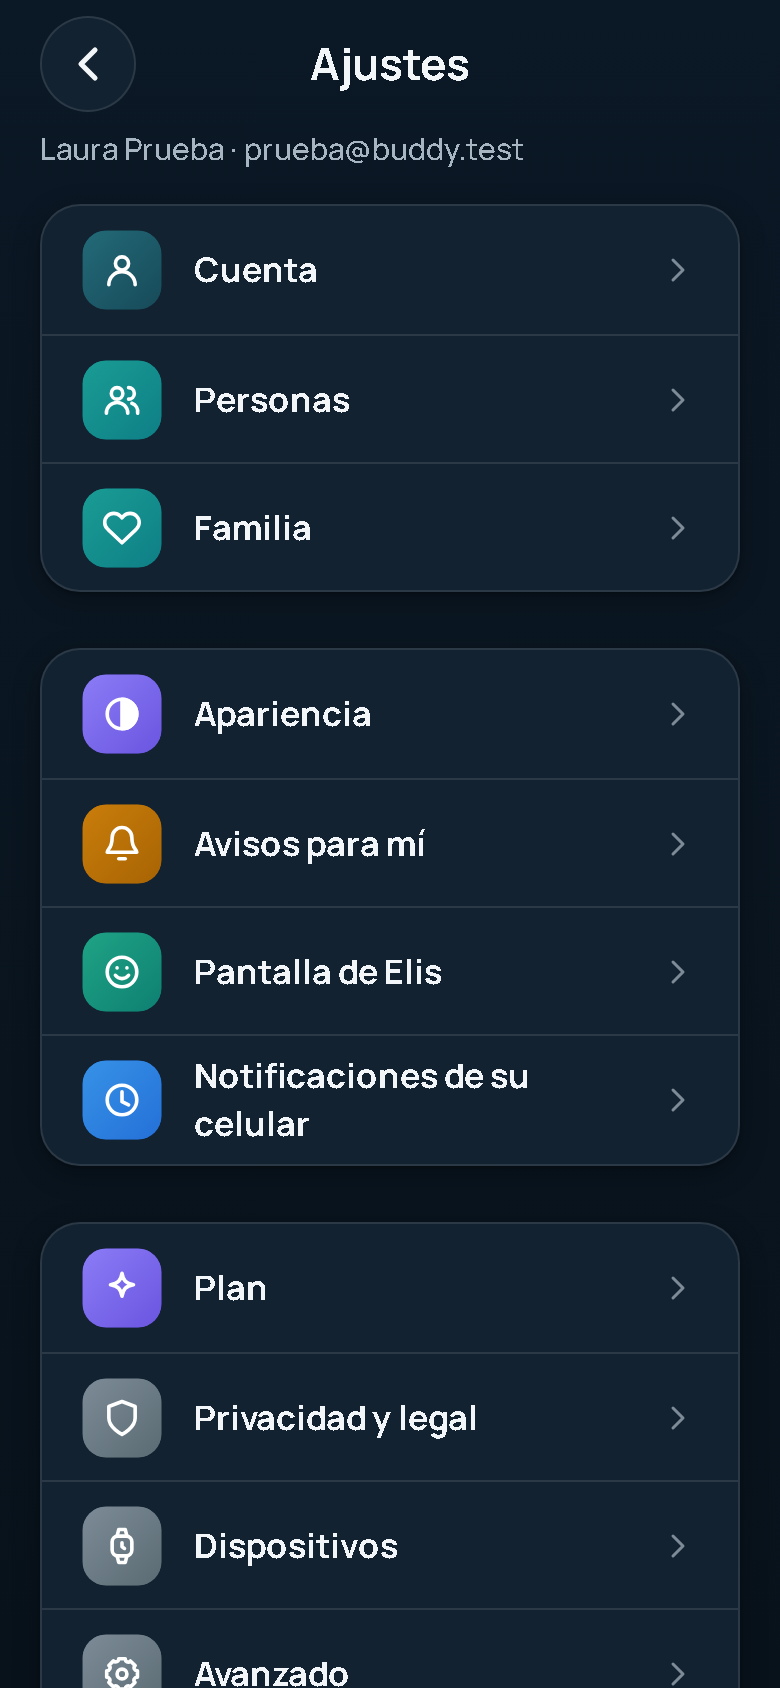 Ajustes
Laura Prueba · prueba@buddy.test
Cuenta
Personas
Familia
Apariencia
Avisos para mí
Pantalla de Elis
Notificaciones de su
celular
Plan
Privacidad y legal
Dispositivos
Avanzado